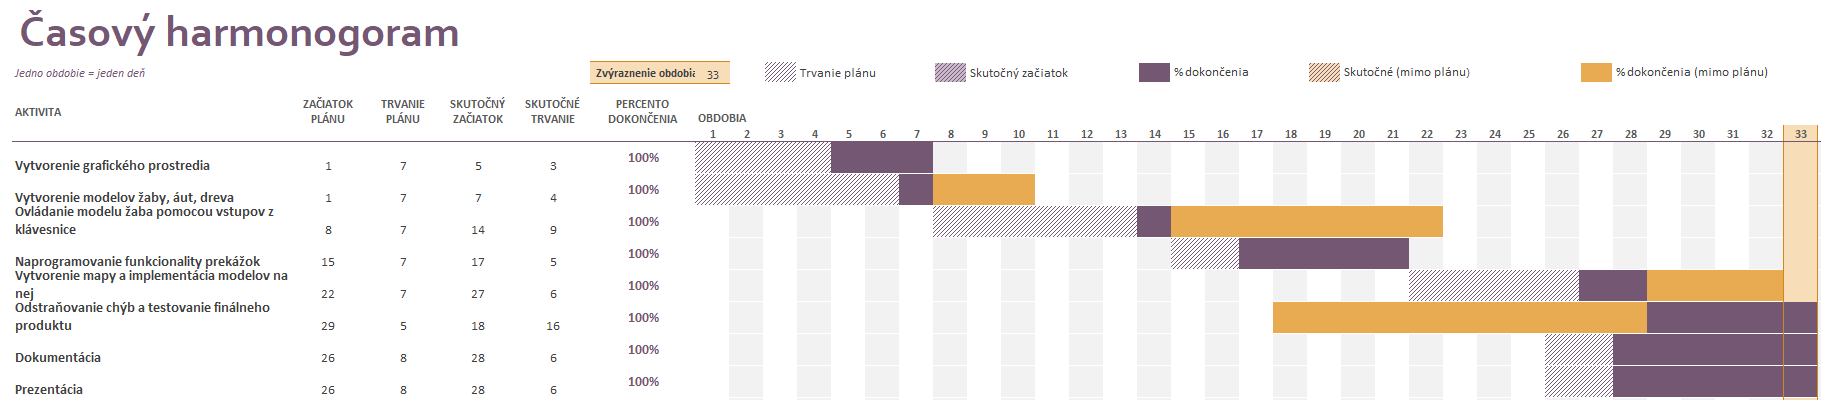 Časový harmonogoram
Jedno obdobie = jeden deň
Zvýraznenie obdobia 33
Trvanie plánu
Skutočný začiatok
% dokončenia
Skutočné (mimo plánu)
% dokončenia (mimo plánu)
AKTIVITA
ZAČIATOK PLÁNU
TRVANIE PLÁNU
SKUTOČNÝ ZAČIATOK
SKUTOČNÉ TRVANIE
PERCENTO DOKONČENIA
OBDOBIA
1 2 3 4 5 6 7 8 9 10 11 12 13 14 15 16 17 18 19 20 21 22 23 24 25 26 27 28 29 30 31 32 33
Vytvorenie grafického prostredia 1 7 5 3 100%
Vytvorenie modelov žaby, áut, dreva 1 7 7 4 100%
Ovládanie modelu žaba pomocou vstupov z
klávesnice 8 7 14 9 100%
Naprogramovanie funkcionality prekážok 15 7 17 5 100%
Vytvorenie mapy a implementácia modelov na
nej 22 7 27 6 100%
Odstraňovanie chýb a testovanie finálneho
produktu 29 5 18 16 100%
Dokumentácia 26 8 28 6 100%
Prezentácia 26 8 28 6 100%